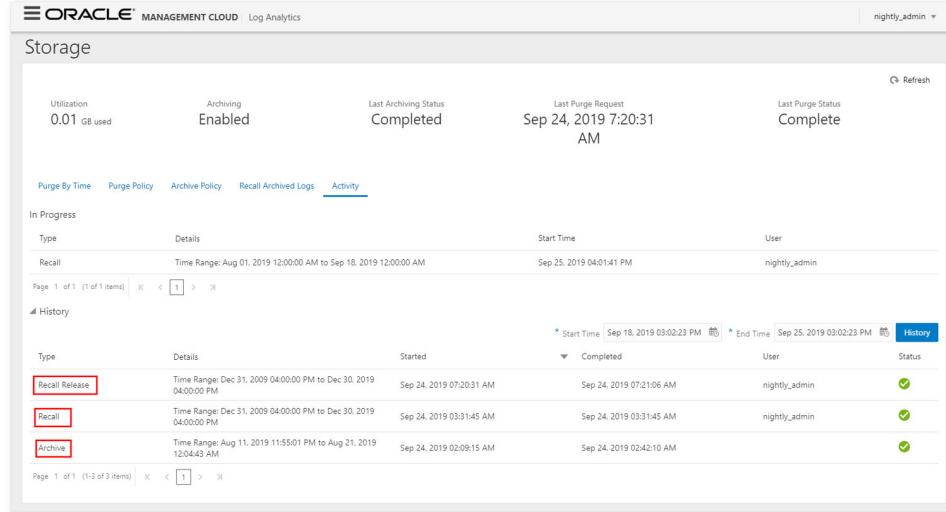 ORACLE® MANAGEMENT CLOUD Log Analytics nightly_admin
Storage
Refresh
Utilization Archiving Last Archiving Status Last Purge Request Last Purge Status
0.01 GB used Enabled Completed Sep 24, 2019 7:20:31 Complete
AM
Purge By Time Purge Policy Archive Policy Recall Archived Logs Activity
In Progress
Type Details Start Time User
Recall Time Range: Aug 01, 2019 12:00:00 AM to Sep 18, 2019 12:00:00 AM Sep 25, 2019 04:01:41 PM nightly_admin
Page 1 of 1 (1 of 1 items) 1
History
* Start Time Sep 18, 2019 03:02:23 PM * End Time Sep 25, 2019 03:02:23 PM History
Type Details Started Completed User Status
Recall Release Time Range: Dec 31, 2009 04:00:00 PM to Dec 30, 2019 Sep 24, 2019 07:20:31 AM Sep 24, 2019 07:21:06 AM nightly_admin
04:00:00 PM
Recall Time Range: Dec 31, 2009 04:00:00 PM to Dec 30, 2019 Sep 24, 2019 03:31:45 AM Sep 24, 2019 03:31:45 AM nightly_admin
04:00:00 PM
Archive Time Range: Aug 11, 2019 11:55:01 PM to Aug 21, 2019 Sep 24, 2019 02:09:15 AM Sep 24, 2019 02:42:10 AM
12:04:43 AM
Page 1 of 1 (1-3 of 3 items) 1